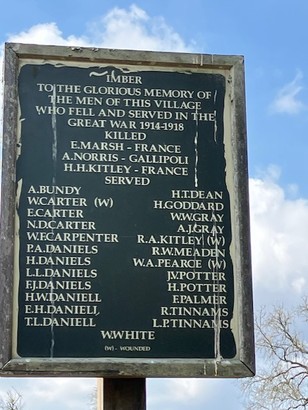 IMBER
TO THE GLORIOUS MEMORY OF
THE MEN OF THIS VILLAGE
WHO FELL AND SERVED IN THE
GREAT WAR 1914-1918
KILLED
E.MARSH - FRANCE
A.NORRIS - GALLIPOLI
H.H.KITLEY - FRANCE
SERVED
A.BUNDY
W.CARTER (W)
E.CARTER
N.D.CARTER
W.E.CARPENTER
P.A.DANIELS
H.DANIELS
L.L.DANIELS
F.J.DANIELS
H.W.DANIELL
E.H.DANIELL
T.L.DANIELL
H.T.DEAN
H.GODDARD
W.W.GRAY
A.J.GRAY
R.A.KITLEY (W)
R.W.MEADEN
W.A.PEARCE (W)
J.V.POTTER
H.POTTER
F.PALMER
R.TINNAMS
L.P.TINNAMS
W.WHITE
(W) - WOUNDED